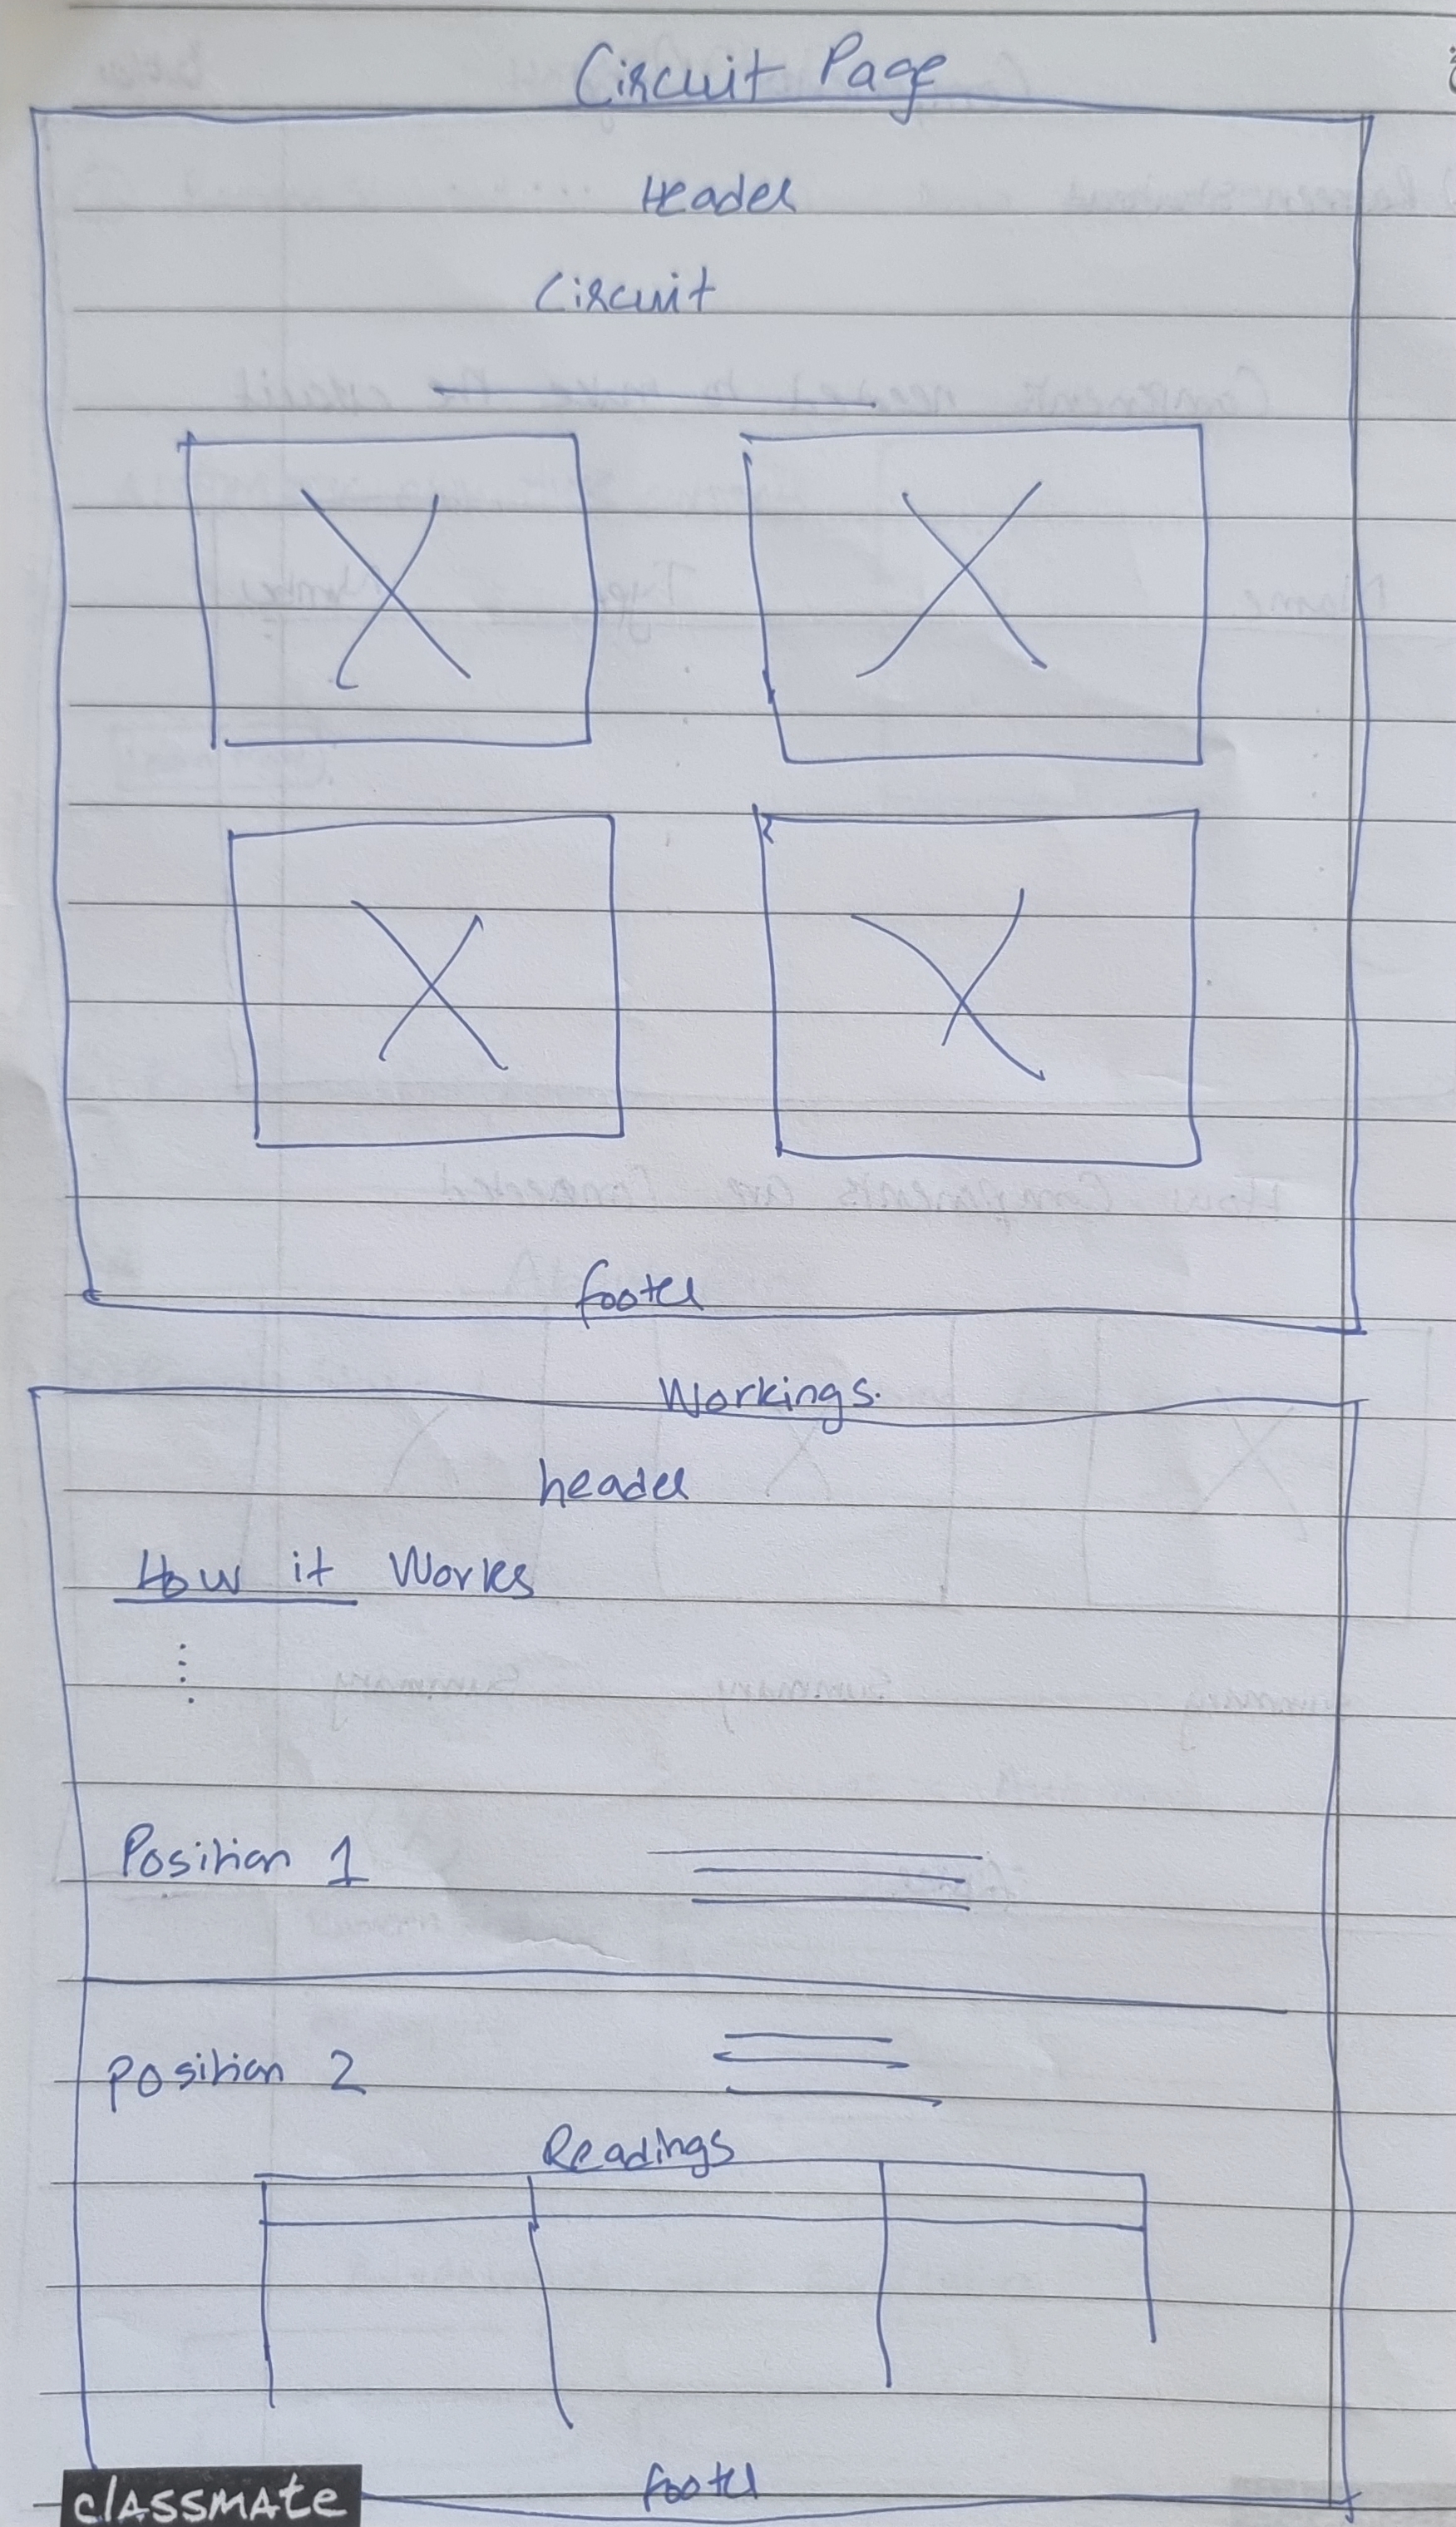 Circuit Page
Header
Circuit
footer
Workings.
header
How it Works
Position 1
Position 2
Readings
footer
classmate